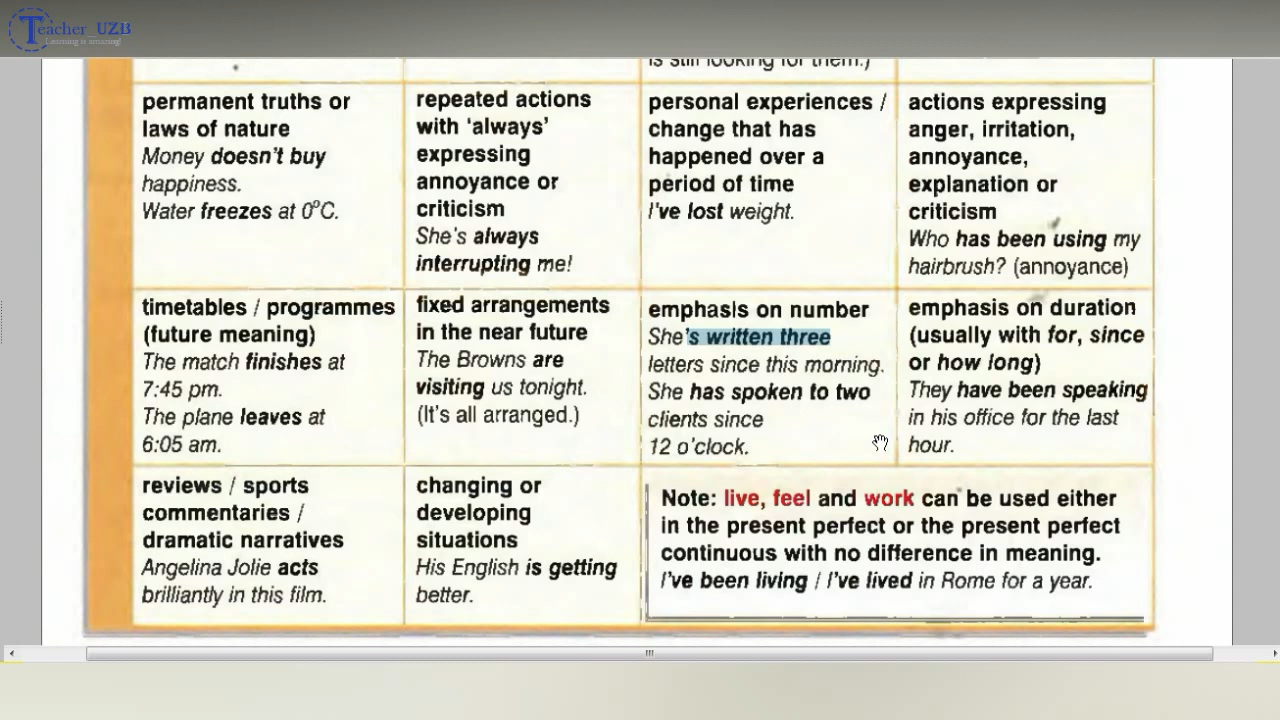 Teacher_UZB
Learning is amazing!
is still looking for them.)
permanent truths or
laws of nature
Money doesn't buy
happiness.
Water freezes at 0°C.
repeated actions
with 'always'
expressing
annoyance or
criticism
She's always
interrupting me!
personal experiences /
change that has
happened over a
period of time
I've lost weight.
actions expressing
anger, irritation,
annoyance,
explanation or
criticism
Who has been using my
hairbrush? (annoyance)
timetables / programmes
(future meaning)
The match finishes at
7:45 pm.
The plane leaves at
6:05 am.
fixed arrangements
in the near future
The Browns are
visiting us tonight.
(It's all arranged.)
emphasis on number
She's written three
letters since this morning.
She has spoken to two
clients since
12 o'clock.
emphasis on duration
(usually with for, since
or how long)
They have been speaking
in his office for the last
hour.
reviews / sports
commentaries /
dramatic narratives
Angelina Jolie acts
brilliantly in this film.
changing or
developing
situations
His English is getting
better.
Note: live, feel and work can be used either
in the present perfect or the present perfect
continuous with no difference in meaning.
I've been living / I've lived in Rome for a year.